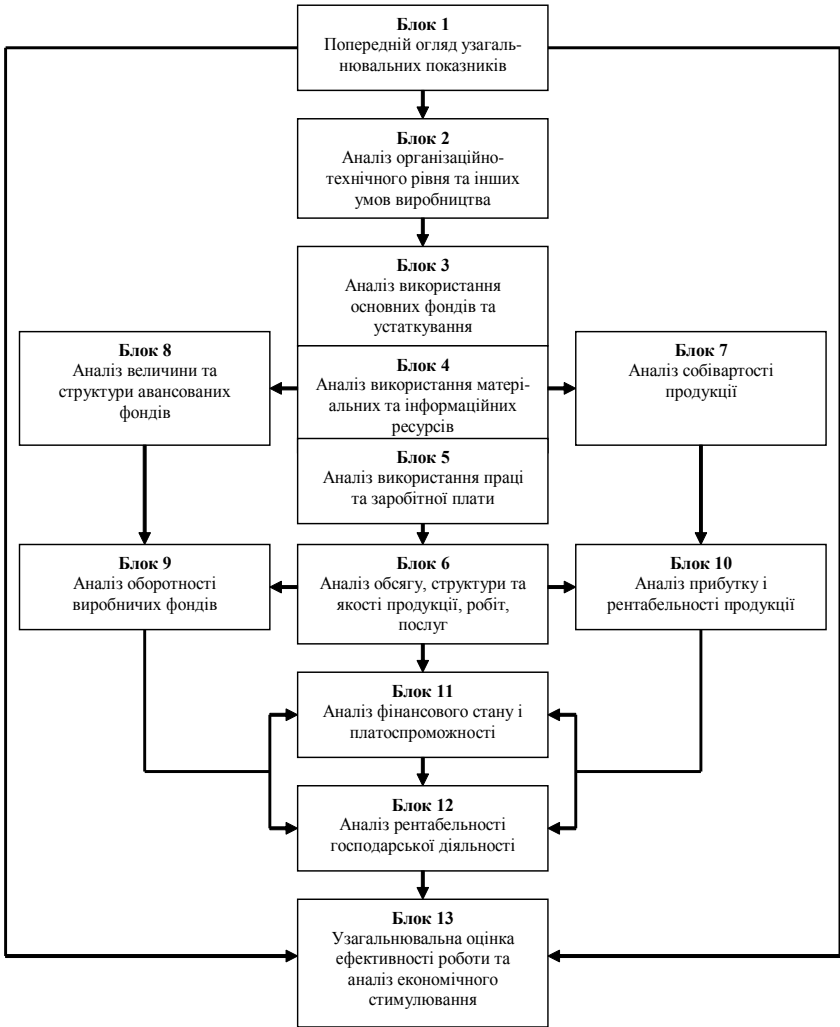 Блок 1
Попередній огляд узагаль-
нювальних показників
Блок 2
Аналіз організаційно-
технічного рівня та інших
умов виробництва
Блок 3
Аналіз використання
основних фондів та
устаткування
Блок 8
Аналіз величини та
структури авансованих
фондів
Блок 4
Аналіз використання матері-
альних та інформаційних
ресурсів
Блок 7
Аналіз собівартості
продукції
Блок 5
Аналіз використання праці
та заробітної плати
Блок 9
Аналіз оборотності
виробничих фондів
Блок 6
Аналіз обсягу, структури та
якості продукції, робіт,
послуг
Блок 10
Аналіз прибутку і
рентабельності продукції
Блок 11
Аналіз фінансового стану і
платоспроможності
Блок 12
Аналіз рентабельності
господарської діяльності
Блок 13
Узагальнювальна оцінка
ефективності роботи та
аналіз економічного
стимулювання